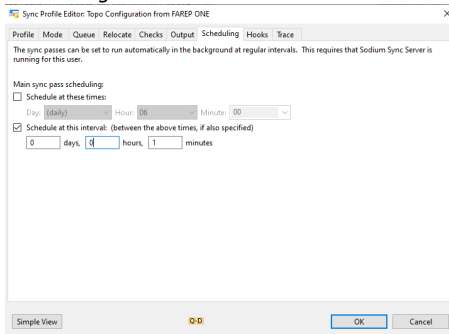 Sync Profile Editor: Topo Configuration from FAREP ONE
Profile Mode Queue Relocate Checks Output Scheduling Hooks Trace
The sync passes can be set to run automatically in the background at regular intervals. This requires that Sodium Sync Server is
running for this user.
Main sync pass scheduling:
Schedule at these times:
Day: (daily) Hour: 06 Minute: 00
Schedule at this interval: (between the above times, if also specified)
0 days, 0 hours, 1 minutes
Simple View Q-D OK Cancel